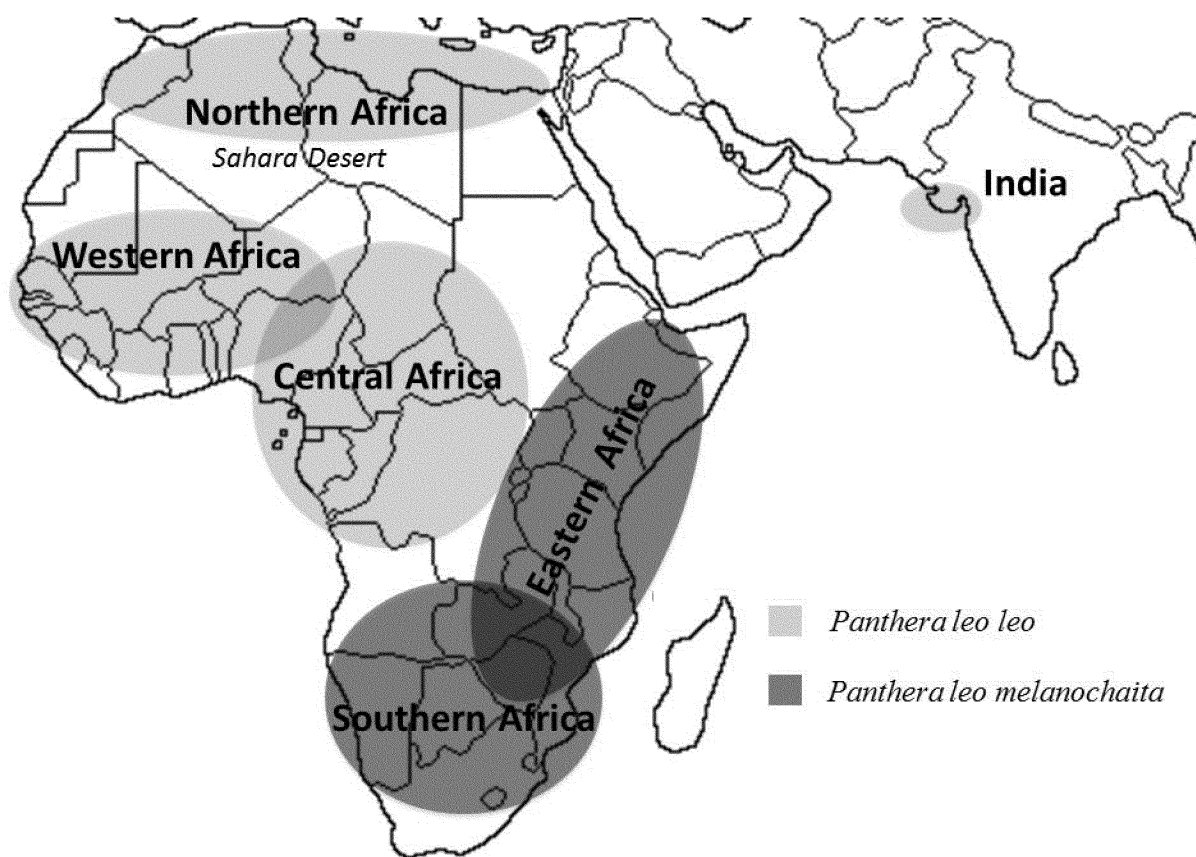 Northern Africa
Sahara Desert
India
Western Africa
Central Africa
Eastern Africa
Panthera leo leo
Panthera leo melanochaita
Southern Africa